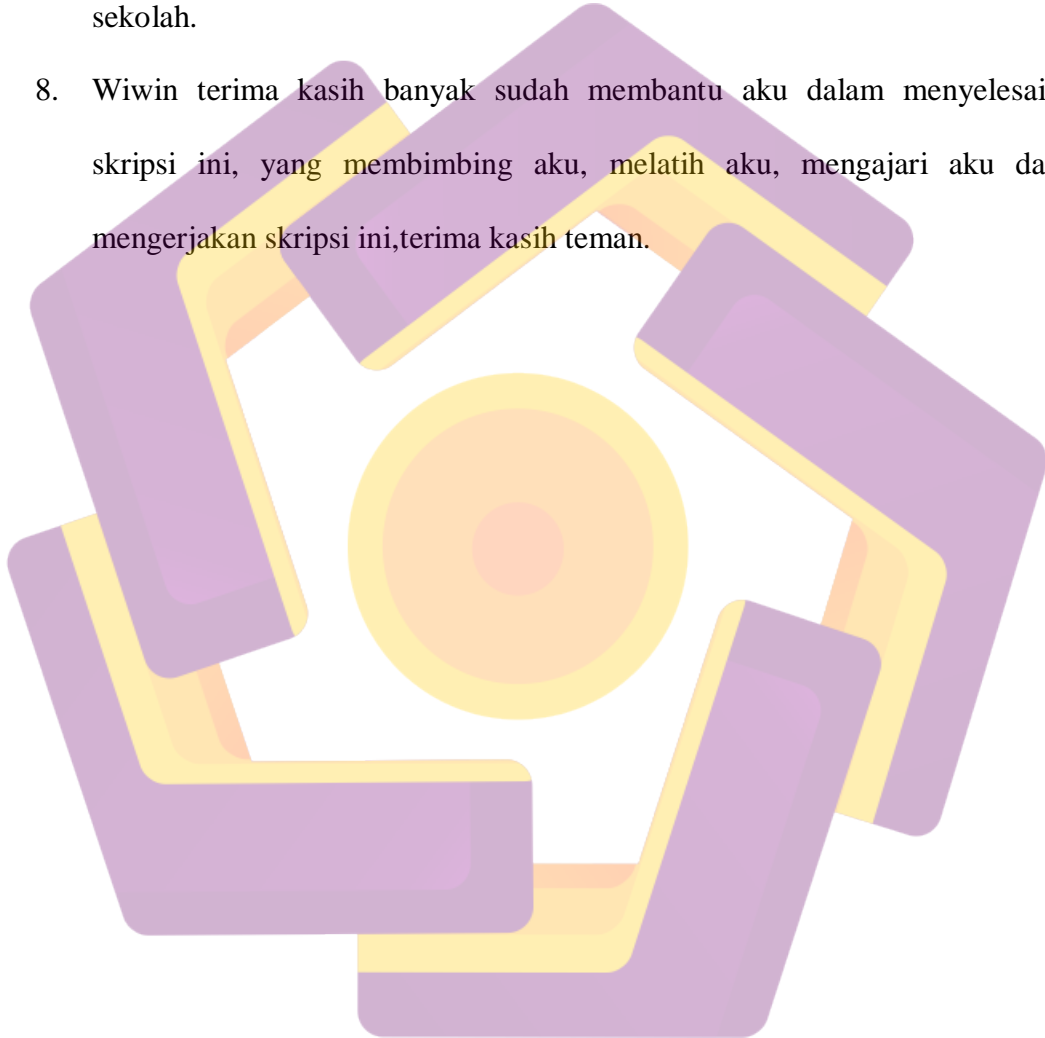 sekolah.
8. Wiwin terima kasih banyak sudah membantu aku dalam menyelesai
skripsi ini, yang membimbing aku, melatih aku, mengajari aku da
mengerjakan skripsi ini,terima kasih teman.